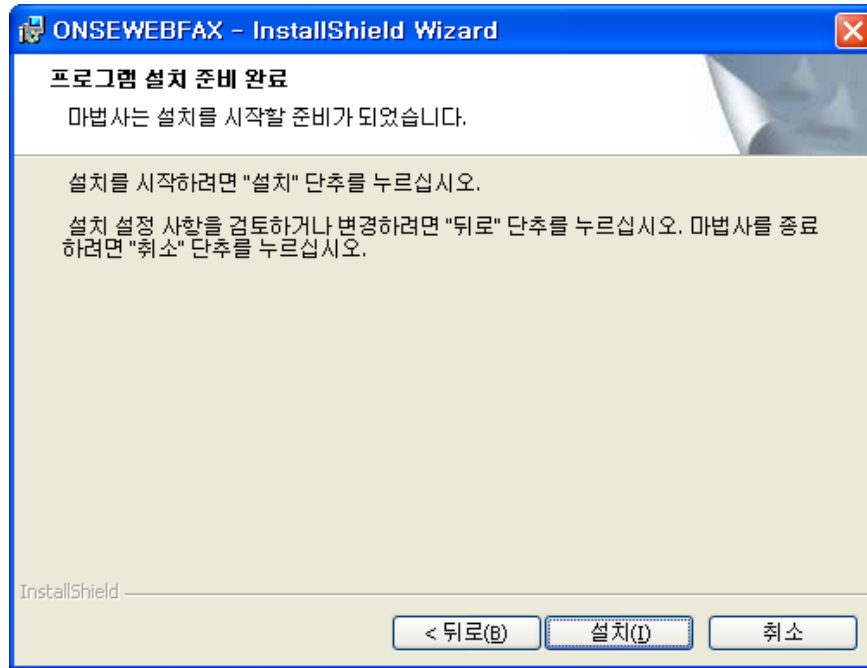 ONSEWEBFAX - InstallShield Wizard
프로그램 설치 준비 완료
마법사는 설치를 시작할 준비가 되었습니다.
설치를 시작하려면 "설치" 단추를 누르십시오.
설치 설정 사항을 검토하거나 변경하려면 "뒤로" 단추를 누르십시오. 마법사를 종료
하려면 "취소" 단추를 누르십시오.
InstallShield
< 뒤로(B) 설치(I) 취소